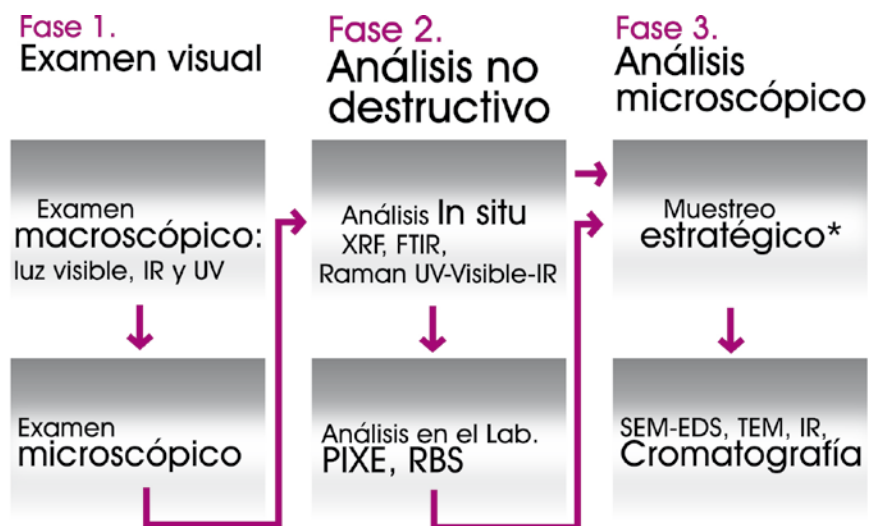 Fase 1.
Examen visual
Examen
macroscópico:
luz visible, IR y UV
Examen
microscópico
Fase 2.
Análisis no
destructivo
Análisis In situ
XRF, FTIR,
Raman UV-Visible-IR
Análisis en el Lab.
PIXE, RBS
Fase 3.
Análisis
microscópico
Muestreo
estratégico*
SEM-EDS, TEM, IR,
Cromatografía